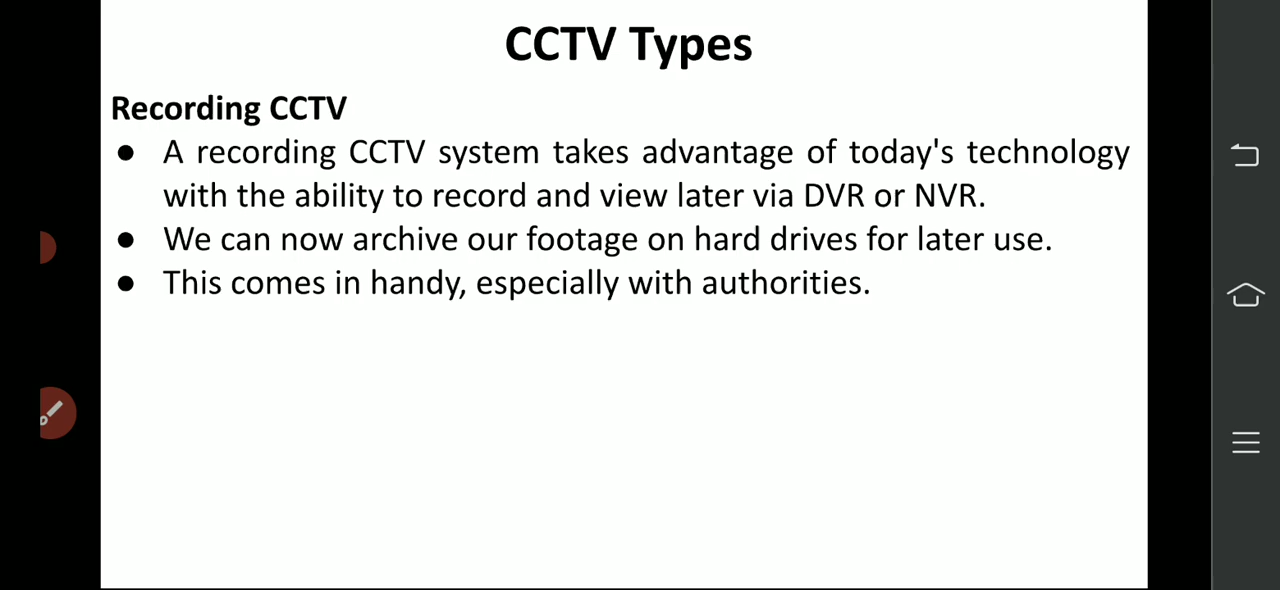 CCTV Types
Recording CCTV
● A recording CCTV system takes advantage of today's technology
with the ability to record and view later via DVR or NVR.
● We can now archive our footage on hard drives for later use.
● This comes in handy, especially with authorities.